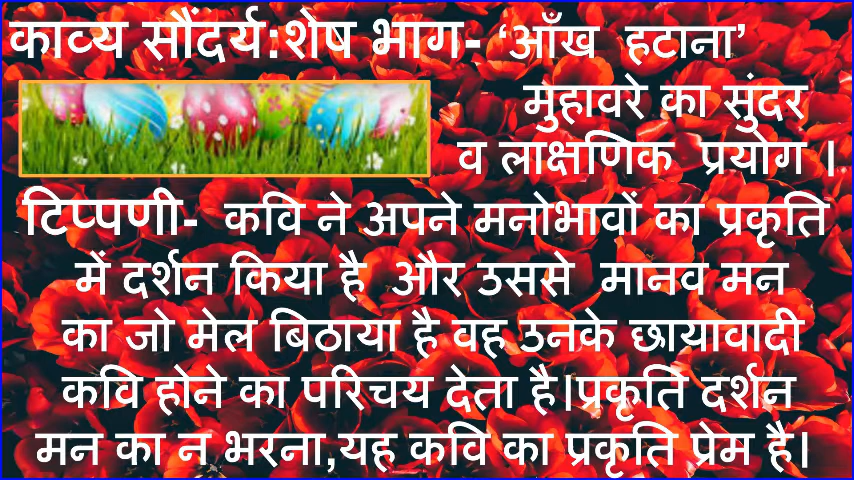 काव्य सौंदर्य:शेष भाग- ‘आँख हटाना’
मुहावरे का सुंदर
व लाक्षणिक प्रयोग ।
टिप्पणी- कवि ने अपने मनोभावों का प्रकृति
में दर्शन किया है और उससे मानव मन
का जो मेल बिठाया है वह उनके छायावादी
कवि होने का परिचय देता है।प्रकृति दर्शन
मन का न भरना,यह कवि का प्रकृति प्रेम है।